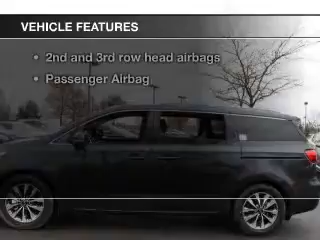 VEHICLE FEATURES
• 2nd and 3rd row head airbags
• Passenger Airbag